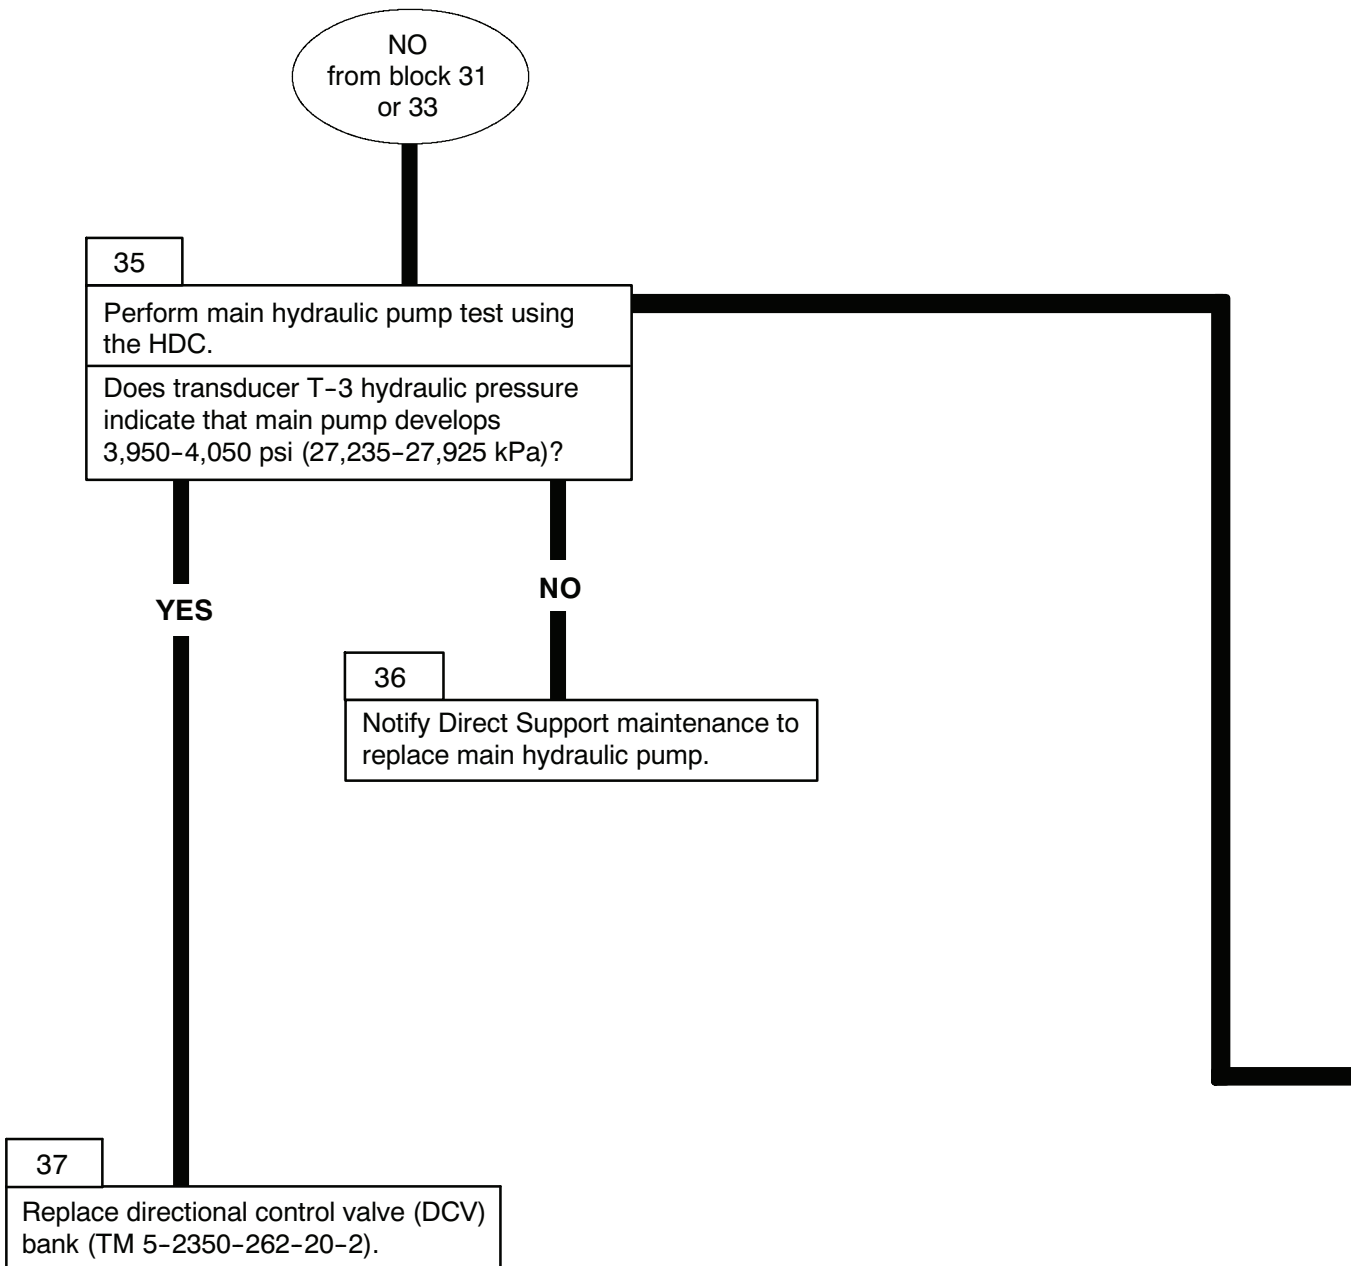 NO
from block 31
or 33
35
Perform main hydraulic pump test using
the HDC.
Does transducer T-3 hydraulic pressure
indicate that main pump develops
3,950-4,050 psi (27,235-27,925 kPa)?
YES
NO
36
Notify Direct Support maintenance to
replace main hydraulic pump.
37
Replace directional control valve (DCV)
bank (TM 5-2350-262-20-2).